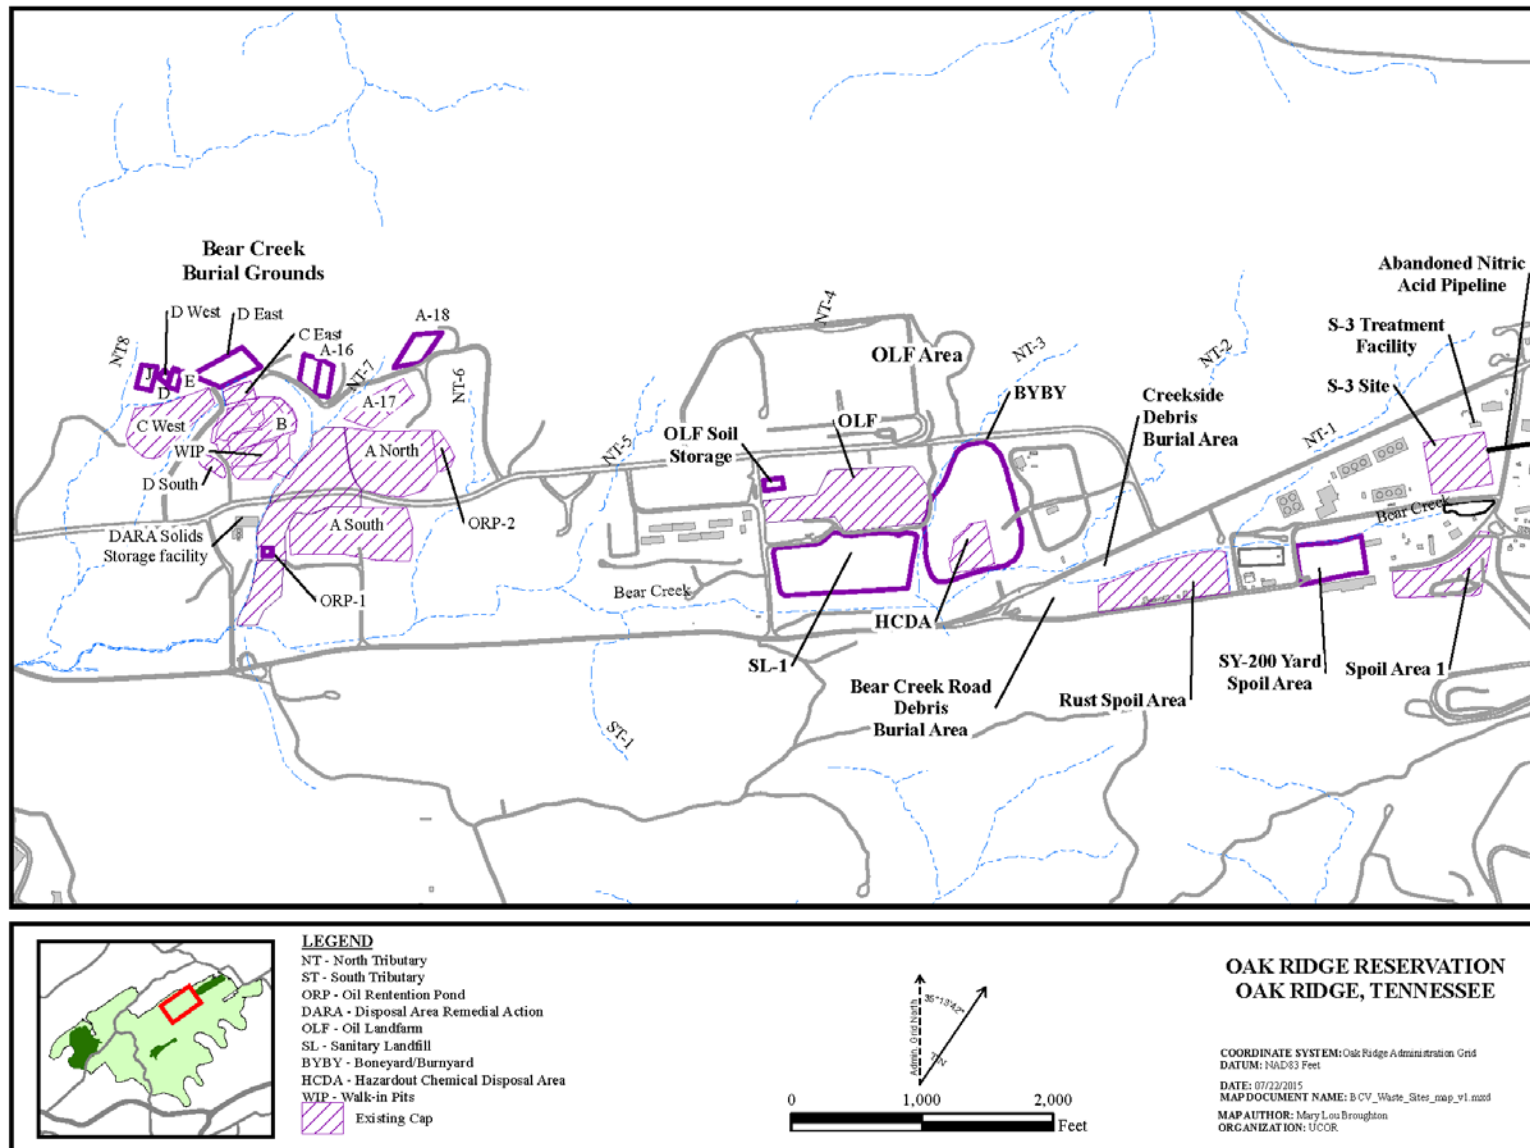 Bear Creek
Burial Grounds
D West
D East
C East
A-16
A-18
NT8
J
D
E
NT-7
NT-6
A-17
C West
B
WIP
A North
D South
ORP-2
DARA Solids
Storage facility
A South
ORP-1
NT-5
Bear Creek
ST-1
NT-4
OLF Area
NT-3
BYBY
OLF
OLF Soil
Storage
HCDA
SL-1
Creekside
Debris
Burial Area
NT-2
NT-1
Bear Creek Road
Debris
Burial Area
Rust Spoil Area
SY-200 Yard
Spoil Area
Spoil Area 1
Abandoned Nitric
Acid Pipeline
S-3 Treatment
Facility
S-3 Site
Bear Creek
LEGEND
NT - North Tributary
ST - South Tributary
ORP - Oil Rentention Pond
DARA - Disposal Area Remedial Action
OLF - Oil Landfarm
SL - Sanitary Landfill
BYBY - Boneyard/Burnyard
HCDA - Hazardout Chemical Disposal Area
WIP - Walk-in Pits
Existing Cap
Admin. Grid North
35°13'42"
TN
0 1,000 2,000
Feet
OAK RIDGE RESERVATION
OAK RIDGE, TENNESSEE
COORDINATE SYSTEM: Oak Ridge Administration Grid
DATUM: NAD83 Feet
DATE: 07/22/2015
MAP DOCUMENT NAME: BCV_Waste_Sites_map_v1.mxd
MAP AUTHOR: Mary Lou Broughton
ORGANIZATION: UCOR